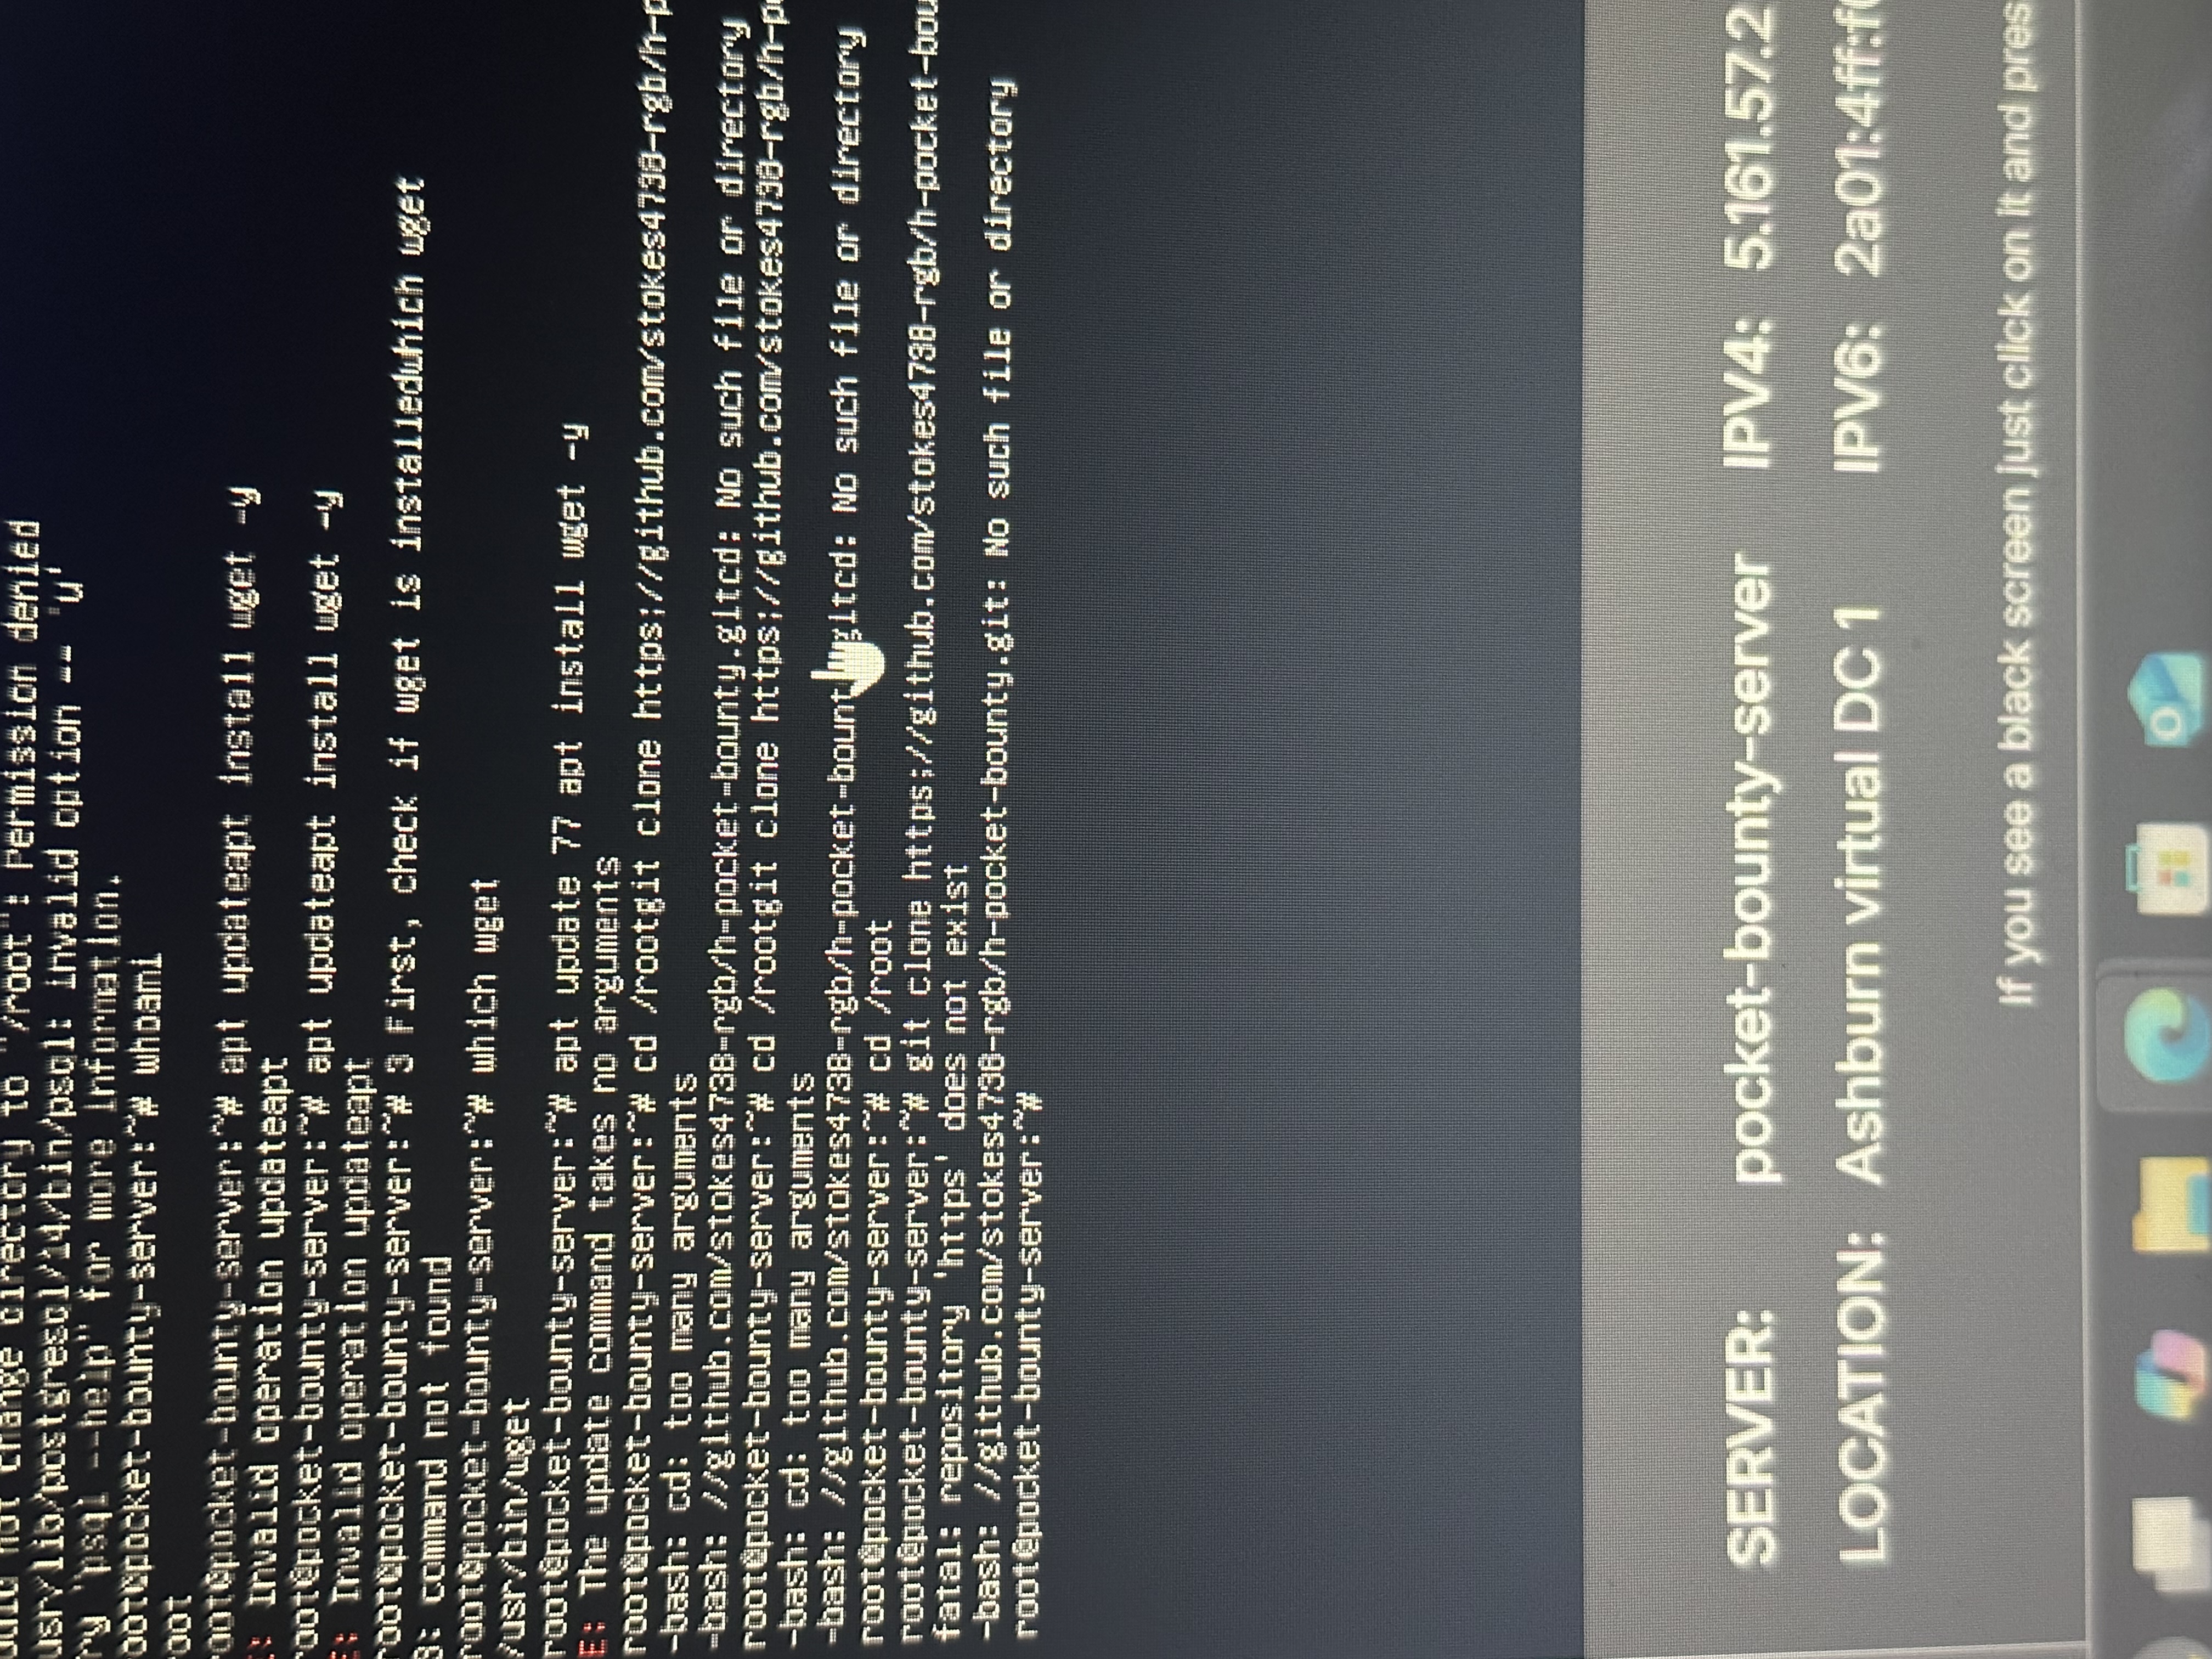 not change directory to "/root": Permission denied
usr/lib/postgresql/14/bin/psql: invalid option -- 'u'
ry "psql --help" for more information.
oot@pocket-bounty-server:~# whoami
root
root@pocket-bounty-server:~# apt updateapt install wget -y
E: Invalid operation updateapt
root@pocket-bounty-server:~# apt updateapt install wget -y
E: Invalid operation updateapt
root@pocket-bounty-server:~# 3 First, check if wget is installedwhich wget
3: command not found
root@pocket-bounty-server:~# which wget
/usr/bin/wget
root@pocket-bounty-server:~# apt update 77 apt install wget -y
E: The update command takes no arguments
root@pocket-bounty-server:~# cd /rootgit clone https;//github.com/stokes4738-rgb/h-p
-bash: cd: too many arguments
-bash: //github.com/stokes4738-rgb/h-pocket-bounty.gitcd: No such file or directory
root@pocket-bounty-server:~# cd /rootgit clone https;//github.com/stokes4738-rgb/h-po
-bash: cd: too many arguments
-bash: //github.com/stokes4738-rgb/h-pocket-bount gitcd: No such file or directory
root@pocket-bounty-server:~# cd /root
root@pocket-bounty-server:~# git clone https;//github.com/stokes4738-rgb/h-pocket-bou
fatal: repository 'https' does not exist
-bash: //github.com/stokes4738-rgb/h-pocket-bounty.git: No such file or directory
root@pocket-bounty-server:~#
SERVER: pocket-bounty-server IPV4: 5.161.57.2
LOCATION: Ashburn virtual DC 1 IPV6: 2a01:4ff:f
If you see a black screen just click on it and pres